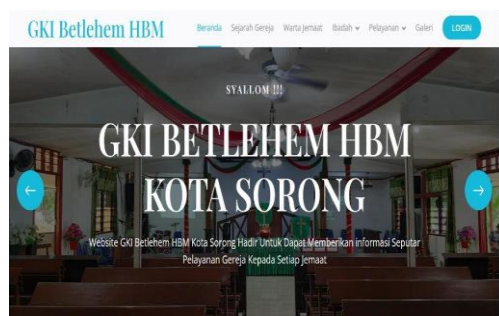 GKI Betlehem HBM
Beranda Sejarah Gereja Warta Jemaat Ibadah Pelayanan Galeri LOGIN
SYALLOM !!!
GKI BETLEHEM HBM
KOTA SORONG
Website GKI Betlehem HBM Kota Sorong Hadir Untuk Dapat Memberikan informasi Seputar
Pelayanan Gereja Kepada Setiap Jemaat